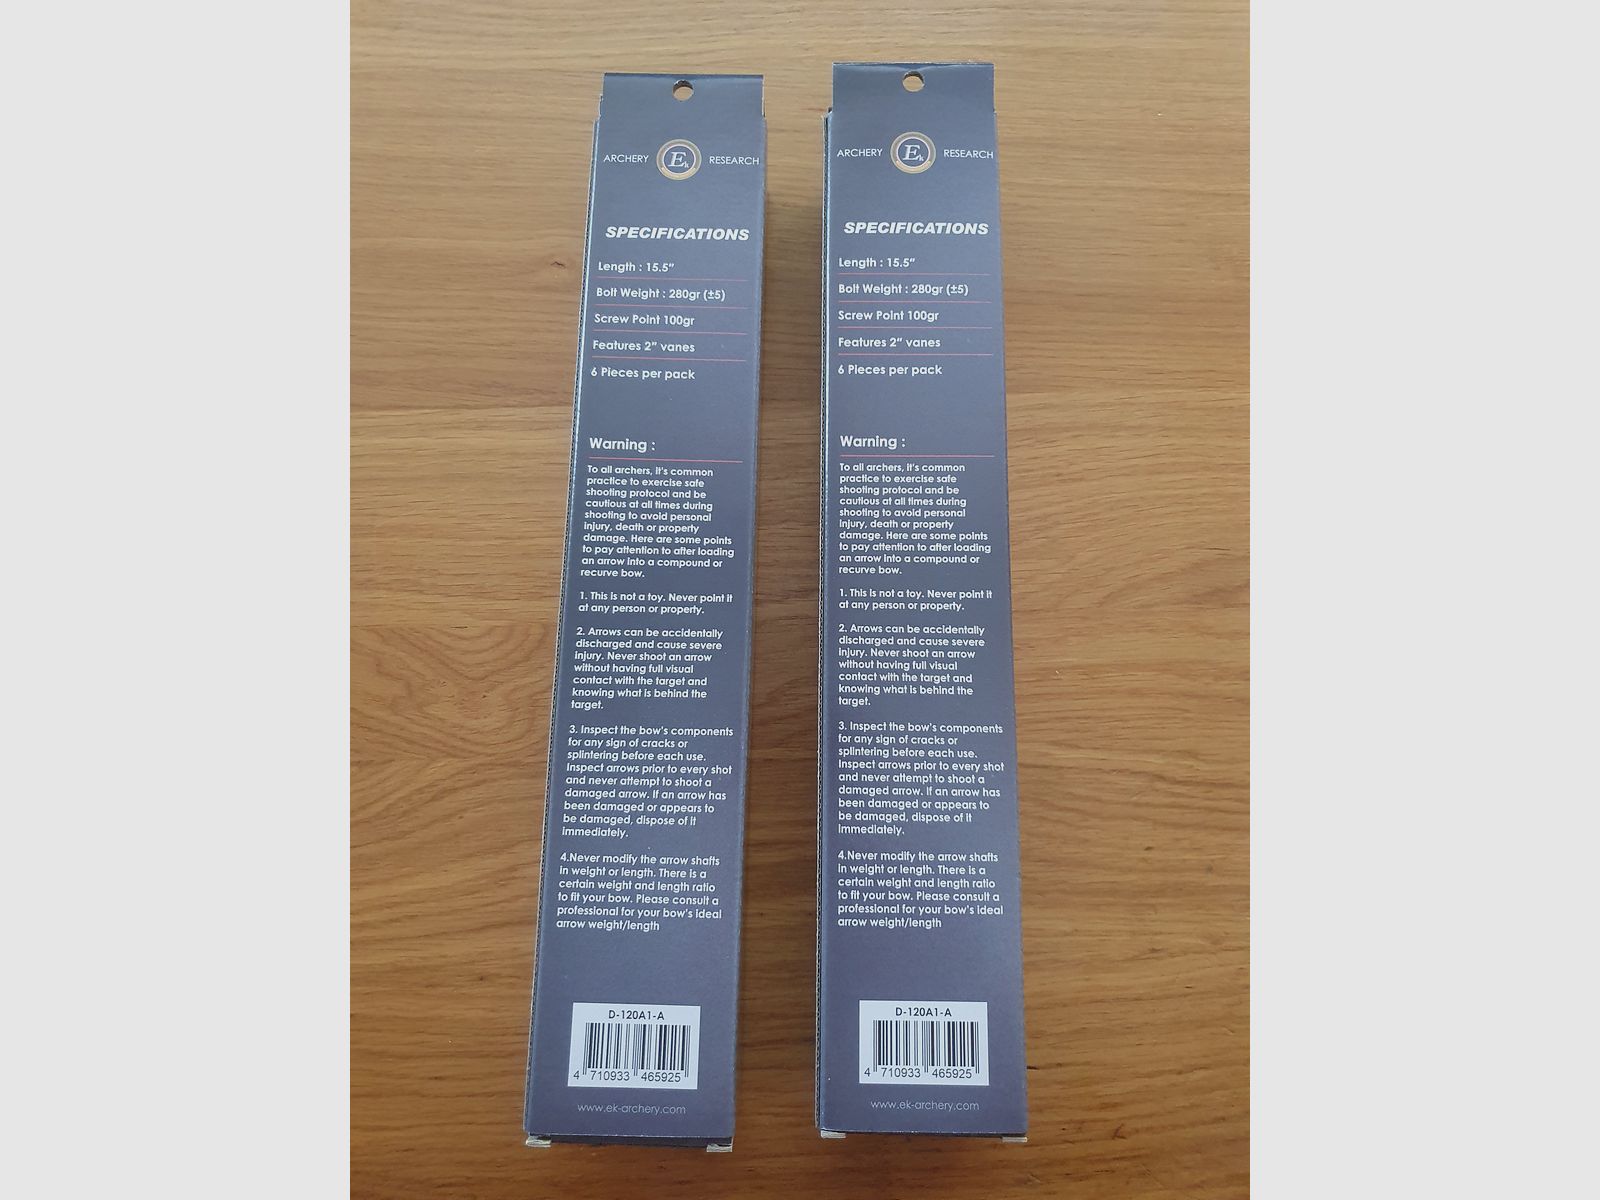 ARCHERY Ek RESEARCH
SPECIFICATIONS
Length : 15.5"
Bolt Weight : 280gr (±5)
Screw Point 100gr
Features 2" vanes
6 Pieces per pack
Warning :
To all archers, it's common
practice to exercise safe
shooting protocol and be
cautious at all times during
shooting to avoid personal
injury, death or property
damage. Here are some points
to pay attention to after loading
an arrow into a compound or
recurve bow.
1. This is not a toy. Never point it
at any person or property.
2. Arrows can be accidentally
discharged and cause severe
injury. Never shoot an arrow
without having full visual
contact with the target and
knowing what is behind the
target.
3. Inspect the bow's components
for any sign of cracks or
splintering before each use.
Inspect arrows prior to every shot
and never attempt to shoot a
damaged arrow. If an arrow has
been damaged or appears to
be damaged, dispose of it
immediately.
4.Never modify the arrow shafts
in weight or length. There is a
certain weight and length ratio
to fit your bow. Please consult a
professional for your bow's ideal
arrow weight/length
D-120A1-A
4 710933 465925
www.ek-archery.com
ARCHERY Ek RESEARCH
SPECIFICATIONS
Length : 15.5"
Bolt Weight : 280gr (±5)
Screw Point 100gr
Features 2" vanes
6 Pieces per pack
Warning :
To all archers, it's common
practice to exercise safe
shooting protocol and be
cautious at all times during
shooting to avoid personal
injury, death or property
damage. Here are some points
to pay attention to after loading
an arrow into a compound or
recurve bow.
1. This is not a toy. Never point it
at any person or property.
2. Arrows can be accidentally
discharged and cause severe
injury. Never shoot an arrow
without having full visual
contact with the target and
knowing what is behind the
target.
3. Inspect the bow's components
for any sign of cracks or
splintering before each use.
Inspect arrows prior to every shot
and never attempt to shoot a
damaged arrow. If an arrow has
been damaged or appears to
be damaged, dispose of it
immediately.
4.Never modify the arrow shafts
in weight or length. There is a
certain weight and length ratio
to fit your bow. Please consult a
professional for your bow's ideal
arrow weight/length
D-120A1-A
4 710933 465925
www.ek-archery.com